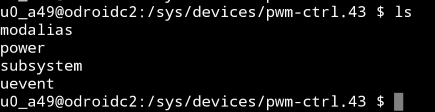 u0_a49@odroidc2:/sys/devices/pwm-ctrl.43 $ ls
modalias
power
subsystem
uevent
u0_a49@odroidc2:/sys/devices/pwm-ctrl.43 $